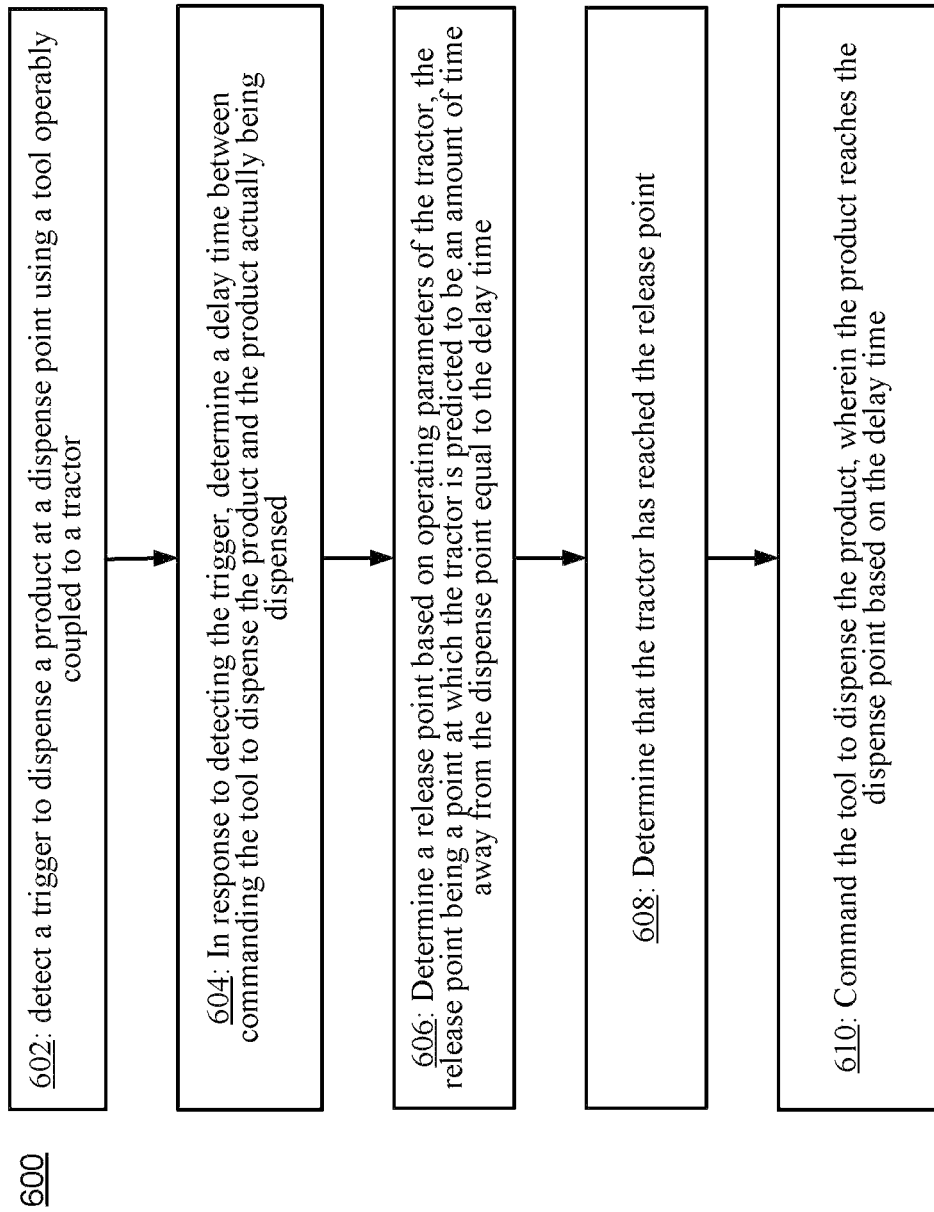 600
602: detect a trigger to dispense a product at a dispense point using a tool operably
coupled to a tractor
604: In response to detecting the trigger, determine a delay time between
commanding the tool to dispense the product and the product actually being
dispensed
606: Determine a release point based on operating parameters of the tractor, the
release point being a point at which the tractor is predicted to be an amount of time
away from the dispense point equal to the delay time
608: Determine that the tractor has reached the release point
610: Command the tool to dispense the product, wherein the product reaches the
dispense point based on the delay time